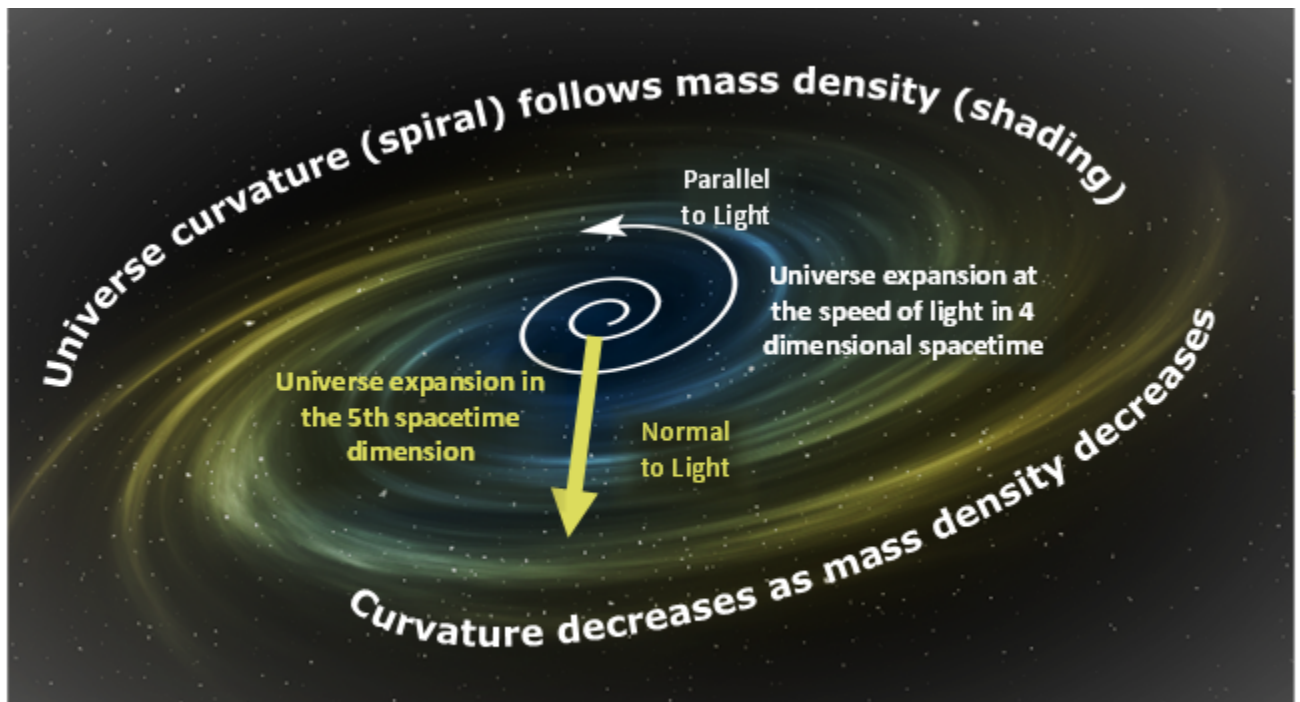 Universe curvature (spiral) follows mass density (shading)
Parallel
to Light
Universe expansion at
the speed of light in 4
dimensional spacetime
Universe expansion in
the 5th spacetime
dimension
Normal
to Light
Curvature decreases as mass density decreases